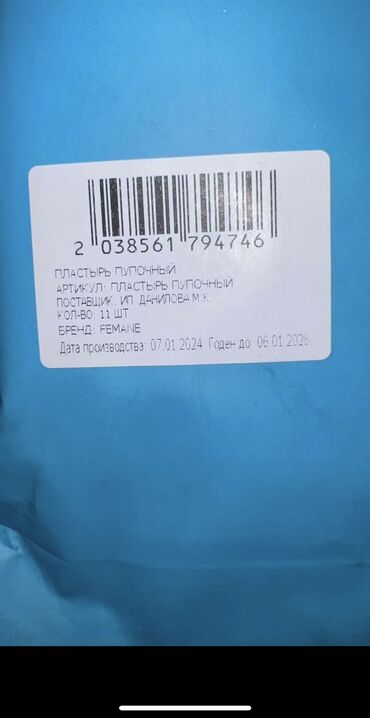 2 038561 794746
ПЛАСТЫРЬ ПУПОЧНЫЙ
АРТИКУЛ: ПЛАСТЫРЬ ПУПОЧНЫЙ
ПОСТАВЩИК: ИП ДАНИЛОВА М.К.
КОЛ-ВО: 11 ШТ
БРЕНД: FEMANE
Дата производства: 07.01.2024 Годен до: 06.01.2026